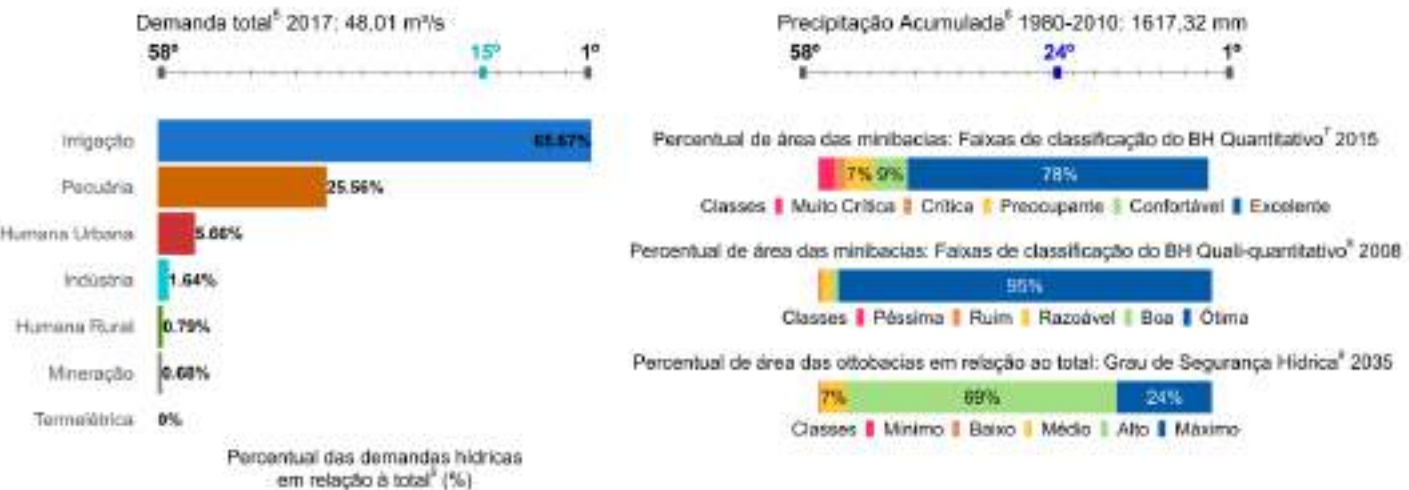 Demanda total⁵ 2017: 48,01 m³/s
58º 15º 1º
Irrigação 65.67%
Pecuária 25.56%
Humana Urbana 5.66%
Indústria 1.64%
Humana Rural 0.79%
Mineração 0.68%
Termelétrica 0%
Percentual das demandas hídricas
em relação à total⁵ (%)
Precipitação Acumulada⁶ 1980-2010: 1617,32 mm
58º 24º 1º
Percentual de área das minibacias: Faixas de classificação do BH Quantitativo⁷ 2015
7% 9% 78%
Classes Muito Crítica Crítica Preocupante Confortável Excelente
Percentual de área das minibacias: Faixas de classificação do BH Quali-quantitativo⁸ 2008
95%
Classes Péssima Ruim Razoável Boa Ótima
Percentual de área das ottobacias em relação ao total: Grau de Segurança Hídrica 2035
7% 69% 24%
Classes Mínimo Baixo Médio Alto Máximo